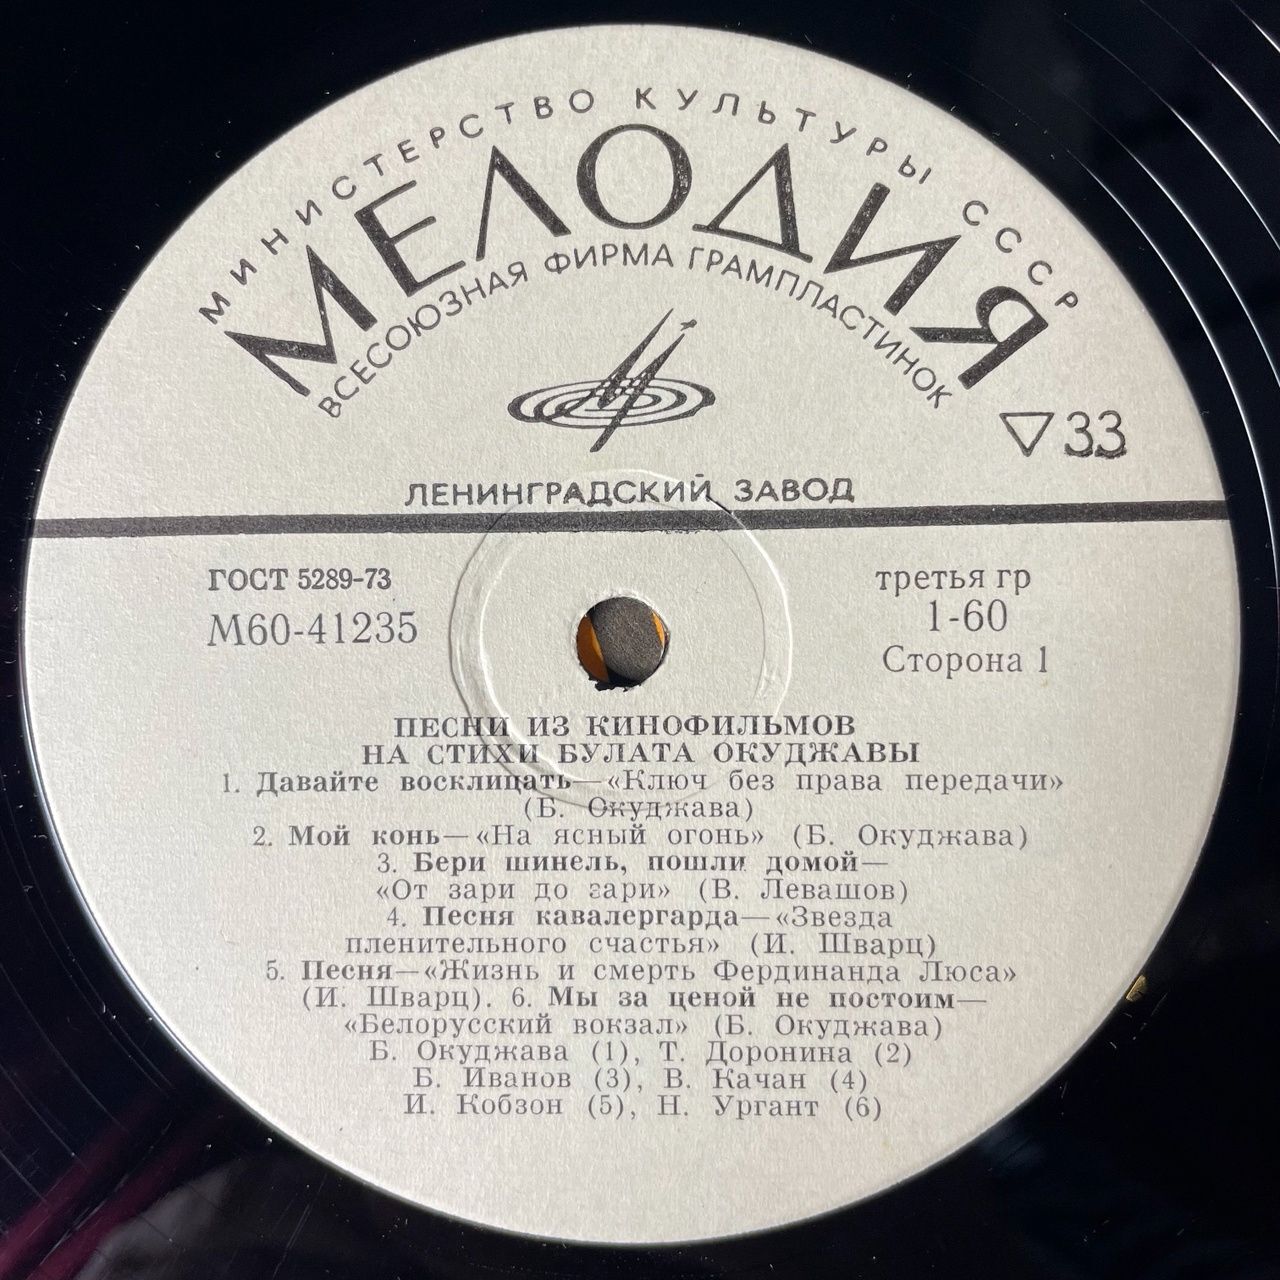 МИНИСТЕРСТВО КУЛЬТУРЫ СССР
МЕЛОДИЯ
ВСЕСОЮЗНАЯ ФИРМА ГРАМПЛАСТИНОК
▽33
ЛЕНИНГРАДСКИЙ ЗАВОД
ГОСТ 5289-73
М60-41235
третья гр
1-60
Сторона 1
ПЕСНИ ИЗ КИНОФИЛЬМОВ
НА СТИХИ БУЛАТА ОКУДЖАВЫ
1. Давайте восклицать—«Ключ без права передачи»
(Б. Окуджава)
2. Мой конь—«На ясный огонь» (Б. Окуджава)
3. Бери шинель, пошли домой—
«От зари до зари» (В. Левашов)
4. Песня кавалергарда—«Звезда
пленительного счастья» (И. Шварц)
5. Песня—«Жизнь и смерть Фердинанда Люса»
(И. Шварц). 6. Мы за ценой не постоим—
«Белорусский вокзал» (Б. Окуджава)
Б. Окуджава (1), Т. Доронина (2)
Б. Иванов (3), В. Качан (4)
И. Кобзон (5), Н. Ургант (6)